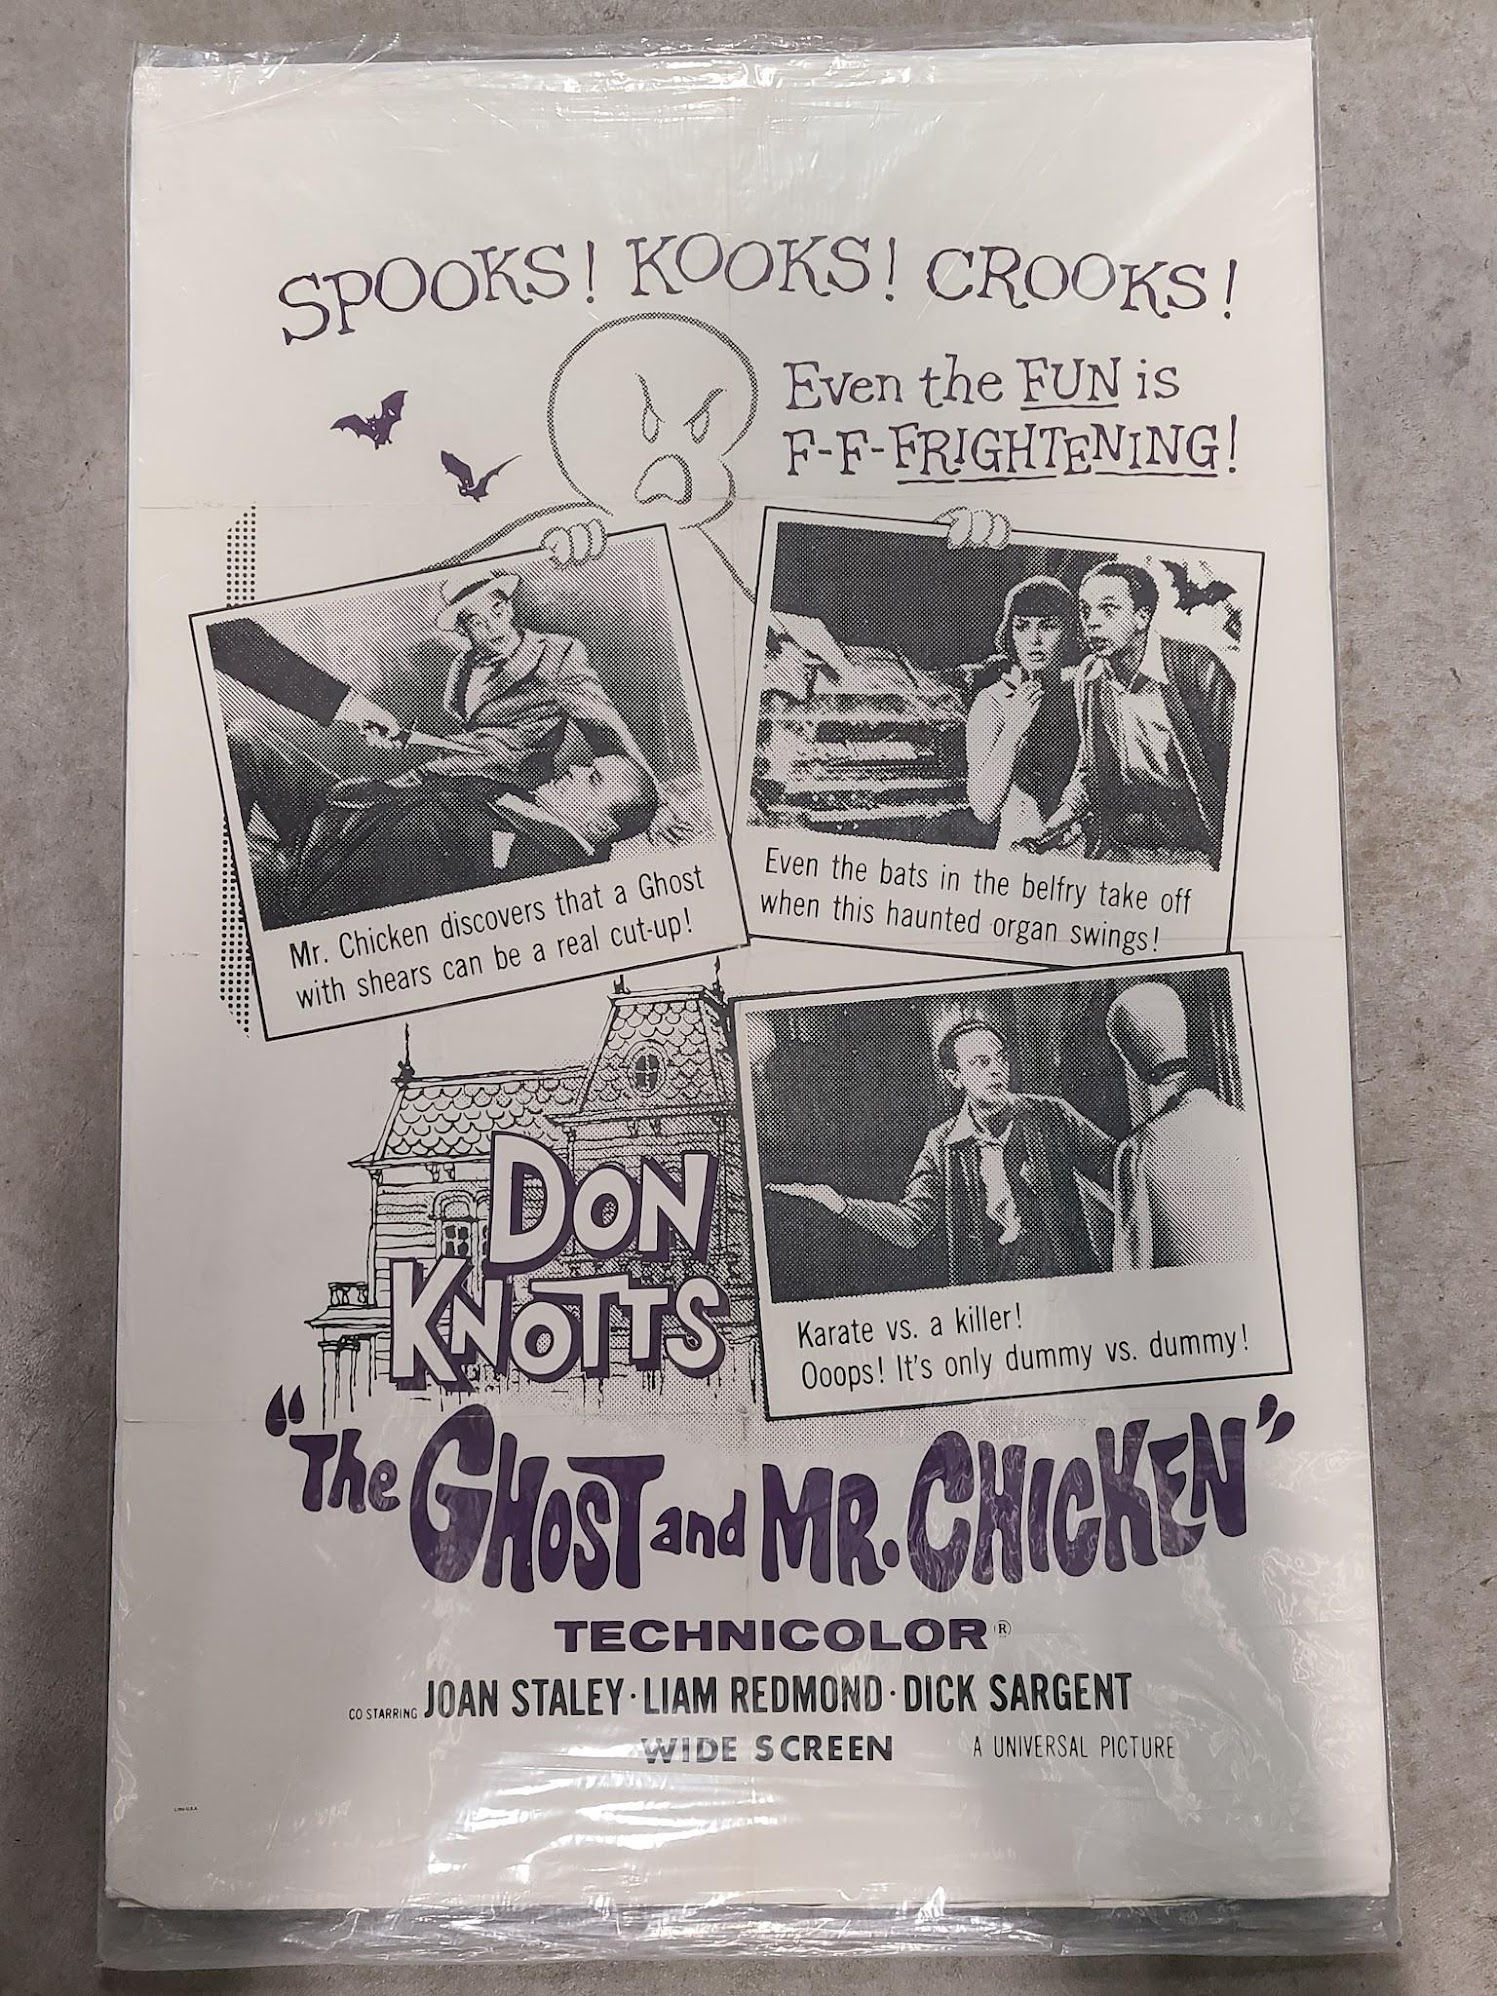 SPOOKS! KOOKS! CROOKS!
Even the FUN is
F-F-FRIGHTENING!
Mr. Chicken discovers that a Ghost
with shears can be a real cut-up!
Even the bats in the belfry take off
when this haunted organ swings!
Karate vs. a killer!
Ooops! It's only dummy vs. dummy!
DON
KNOTTS
"The GHOST and MR. CHICKEN"
TECHNICOLOR®
CO STARRING JOAN STALEY · LIAM REDMOND · DICK SARGENT
WIDE SCREEN A UNIVERSAL PICTURE